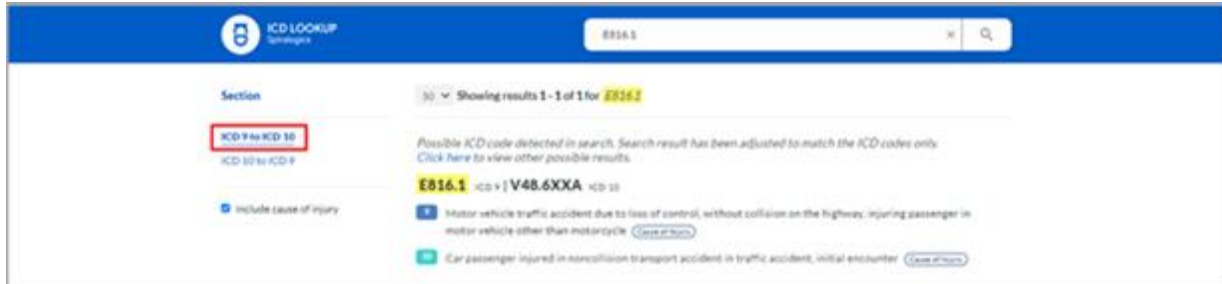 ICD LOOKUP
Spiralogics
E816.1
Section
50 Showing results 1 - 1 of 1 for E816.1
ICD 9 to ICD 10
ICD 10 to ICD 9
Possible ICD code detected in search. Search result has been adjusted to match the ICD codes only.
Click here to view other possible results.
E816.1 ICD 9 | V48.6XXA ICD 10
include cause of injury
9 Motor vehicle traffic accident due to loss of control, without collision on the highway, injuring passenger in
motor vehicle other than motorcycle Cause of Injury
10 Car passenger injured in noncollision transport accident in traffic accident, initial encounter Cause of Injury